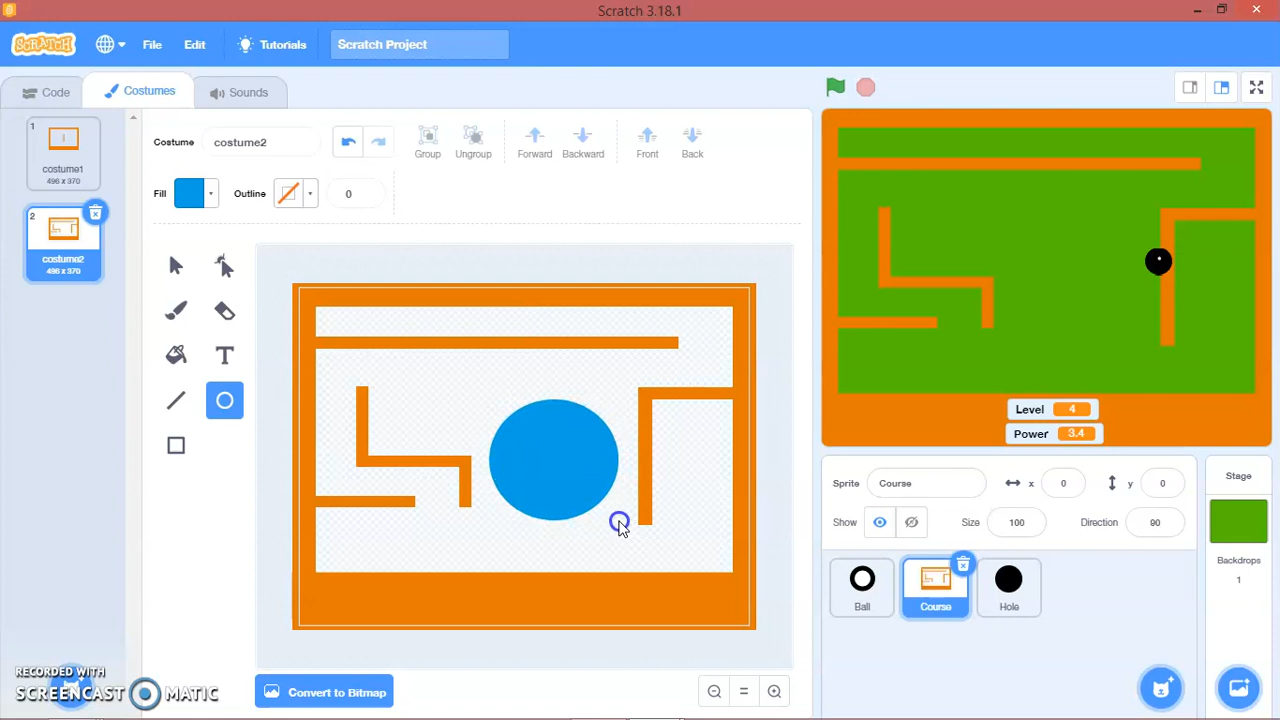 Scratch 3.18.1
SCRATCH File Edit Tutorials Scratch Project
Code Costumes Sounds
1
costume1
496 x 370
2
costume2
496 x 370
Costume costume2 Group Ungroup Forward Backward Front Back
Fill Outline 0
T
Level 4
Power 3.4
Sprite Course x 0 y 0
Show Size 100 Direction 90
Ball Course Hole
Stage
Backdrops
1
Convert to Bitmap
RECORDED WITH
SCREENCAST MATIC